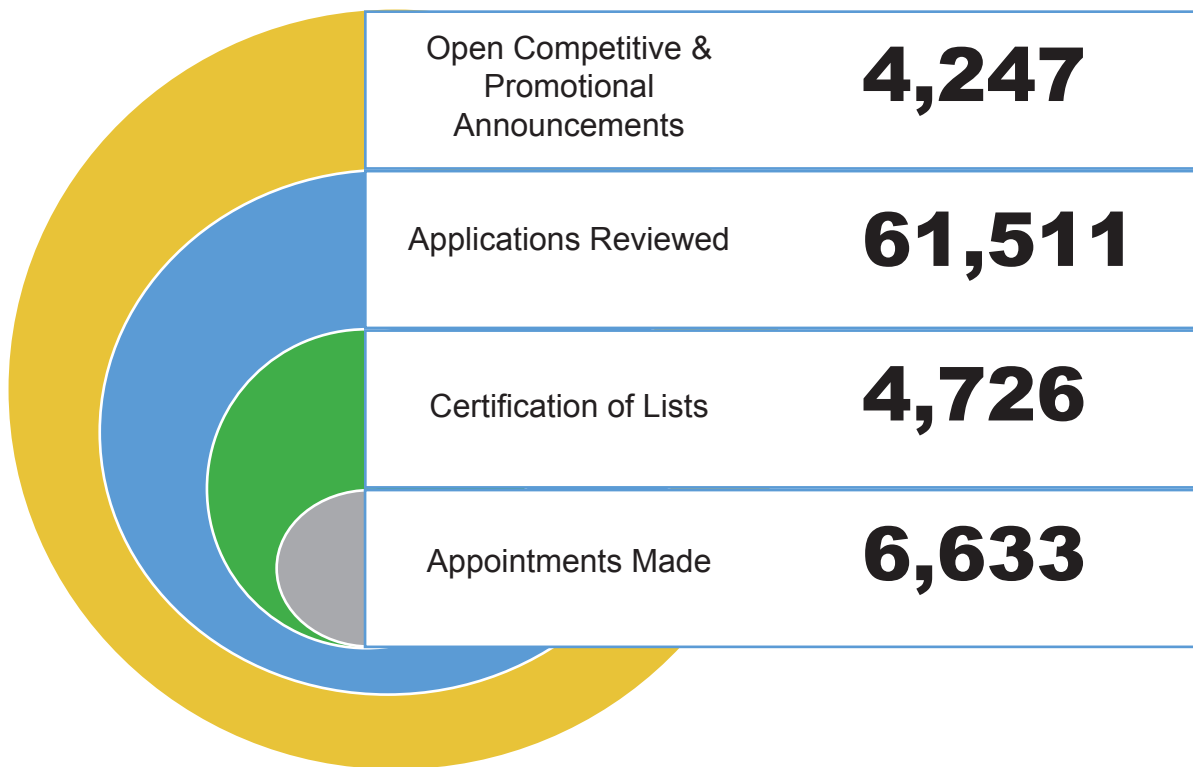 Open Competitive &
Promotional
Announcements
4,247
Applications Reviewed
61,511
Certification of Lists
4,726
Appointments Made
6,633